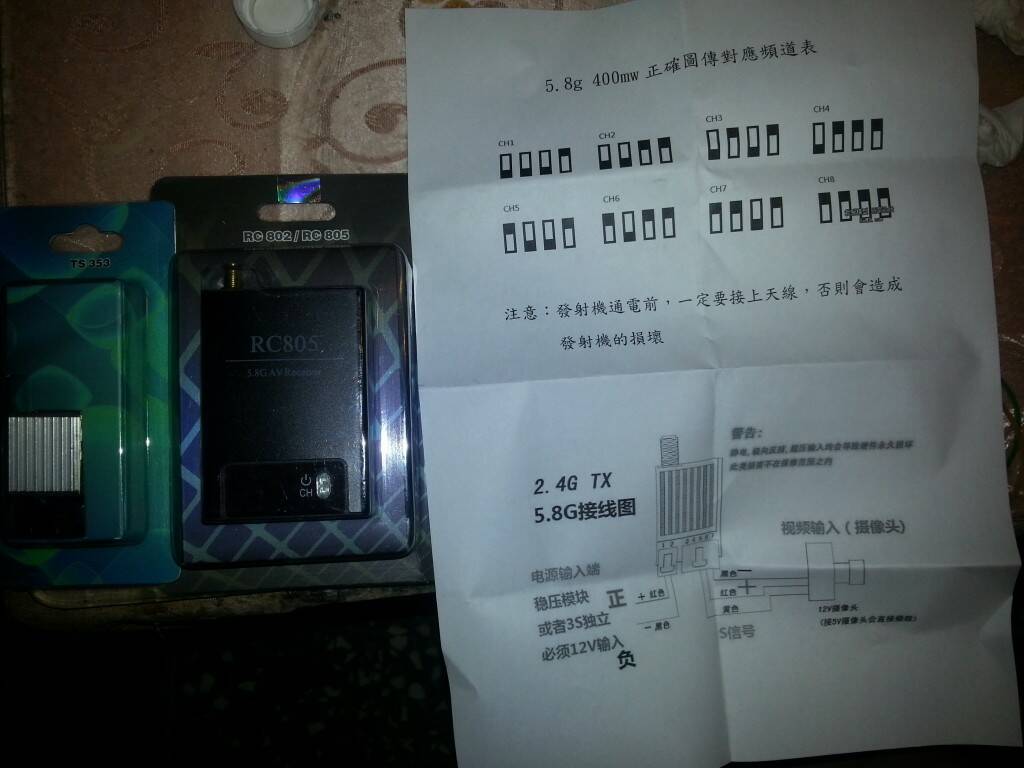 5.8g 400mw 正確圖傳對應頻道表
CH1
CH2
CH3
CH4
CH5
CH6
CH7
CH8
注意：發射機通電前，一定要接上天線，否則會造成
發射機的損壞
TS 353
RC 802 / RC 805
RC805
5.8G AV Receiver
CH
2.4G TX
5.8G接线图
警告：
视频输入（摄像头）
电源输入端
稳压模块
或者3S独立
必须12V输入
正
负
＋ 红色
－ 黑色
黑色 －
红色 ＋
黄色
S信号
12V摄像头